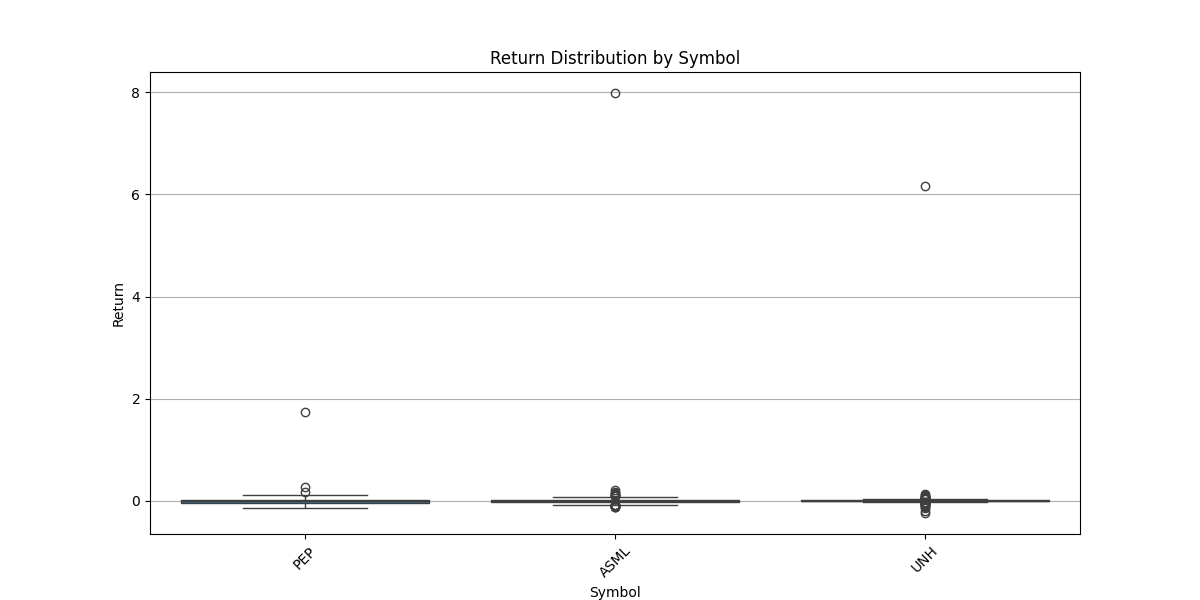 Return Distribution by Symbol
8
6
4
2
0
Return
PEP
ASML
UNH
Symbol